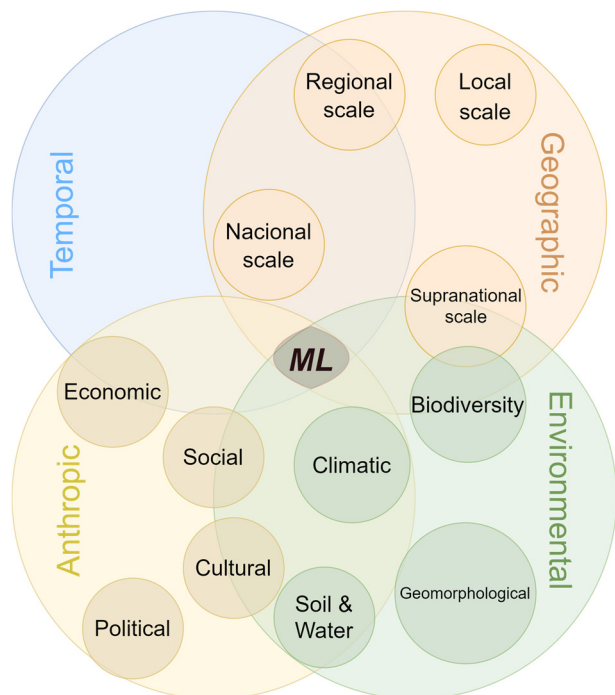 Regional
scale
Local
scale
Temporal
Geographic
Nacional
scale
Supranational
scale
ML
Economic
Biodiversity
Social
Climatic
Anthropic
Environmental
Cultural
Geomorphological
Soil &
Water
Political